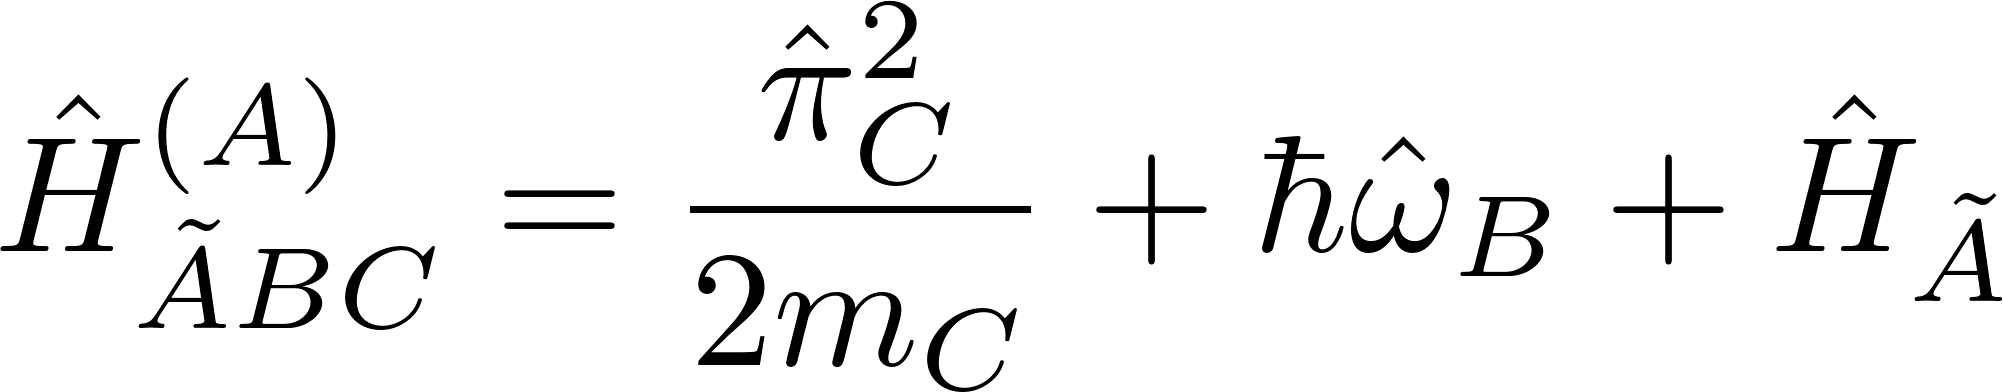 \hat{H}_{\tilde{A}BC}^{(A)} = \frac{\hat{\pi}_C^2}{2m_C} + \hbar\hat{\omega}_B + \hat{H}_{\tilde{A}}